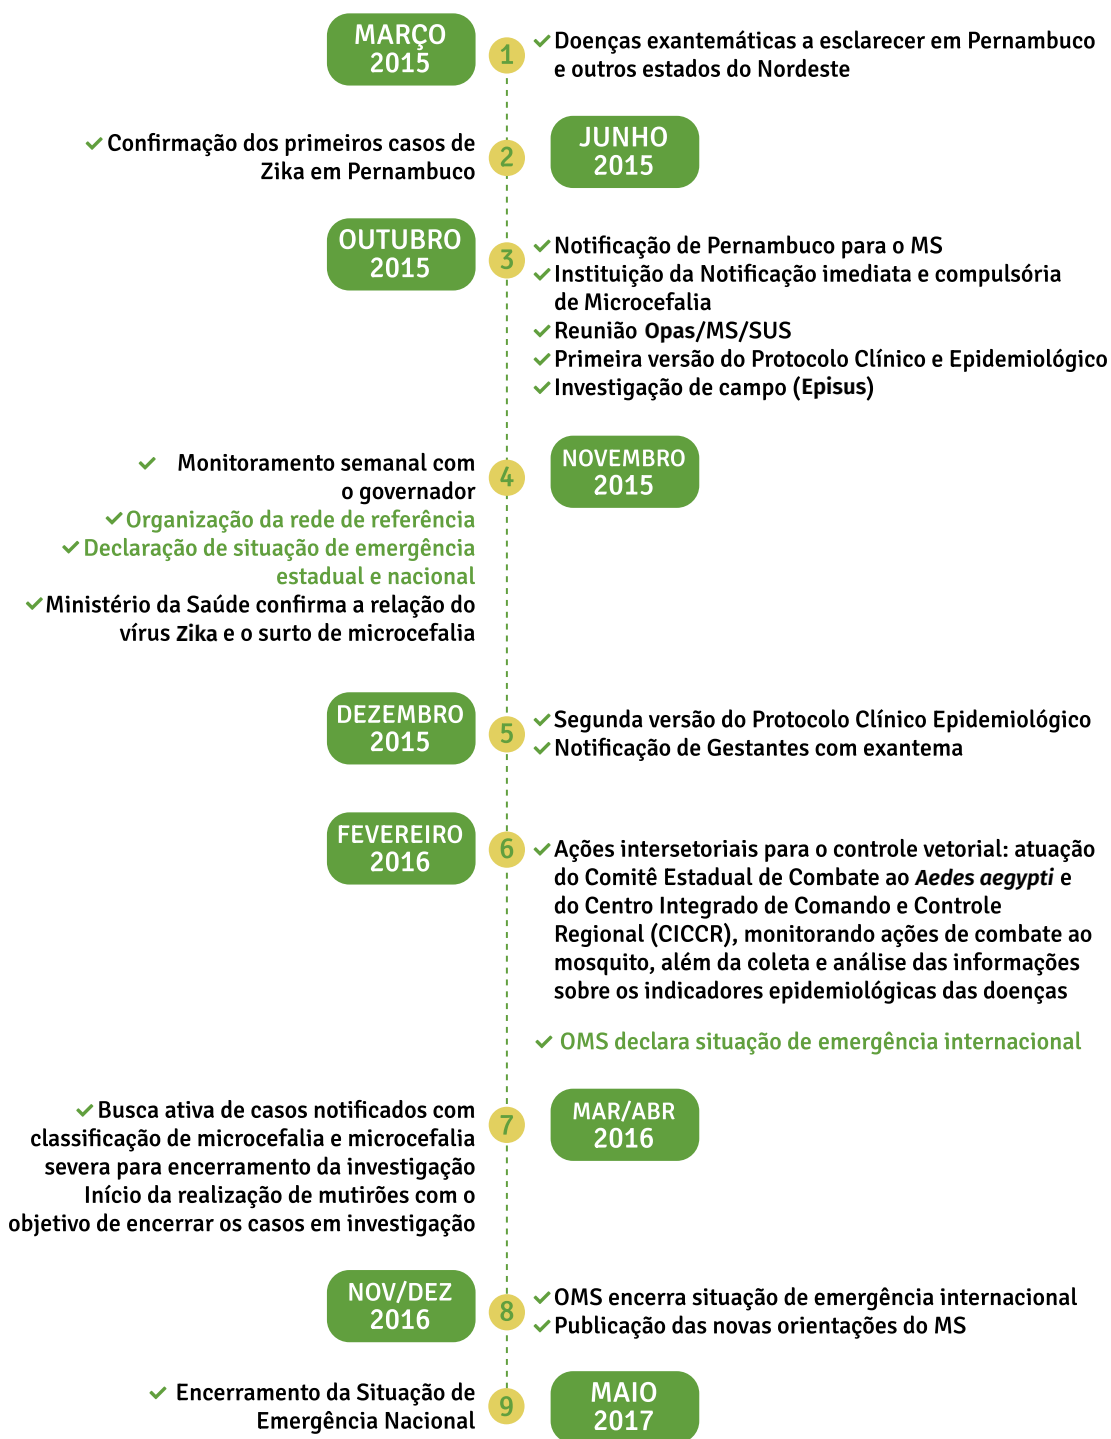 MARÇO
2015
1
Doenças exantemáticas a esclarecer em Pernambuco
e outros estados do Nordeste
JUNHO
2015
2
Confirmação dos primeiros casos de
Zika em Pernambuco
OUTUBRO
2015
3
Notificação de Pernambuco para o MS
Instituição da Notificação imediata e compulsória
de Microcefalia
Reunião Opas/MS/SUS
Primeira versão do Protocolo Clínico e Epidemiológico
Investigação de campo (Episus)
NOVEMBRO
2015
4
Monitoramento semanal com
o governador
Organização da rede de referência
Declaração de situação de emergência
estadual e nacional
Ministério da Saúde confirma a relação do
vírus Zika e o surto de microcefalia
DEZEMBRO
2015
5
Segunda versão do Protocolo Clínico Epidemiológico
Notificação de Gestantes com exantema
FEVEREIRO
2016
6
Ações intersetoriais para o controle vetorial: atuação
do Comitê Estadual de Combate ao Aedes aegypti e
do Centro Integrado de Comando e Controle
Regional (CICCR), monitorando ações de combate ao
mosquito, além da coleta e análise das informações
sobre os indicadores epidemiológicas das doenças
OMS declara situação de emergência internacional
MAR/ABR
2016
7
Busca ativa de casos notificados com
classificação de microcefalia e microcefalia
severa para encerramento da investigação
Início da realização de mutirões com o
objetivo de encerrar os casos em investigação
NOV/DEZ
2016
8
OMS encerra situação de emergência internacional
Publicação das novas orientações do MS
MAIO
2017
9
Encerramento da Situação de
Emergência Nacional